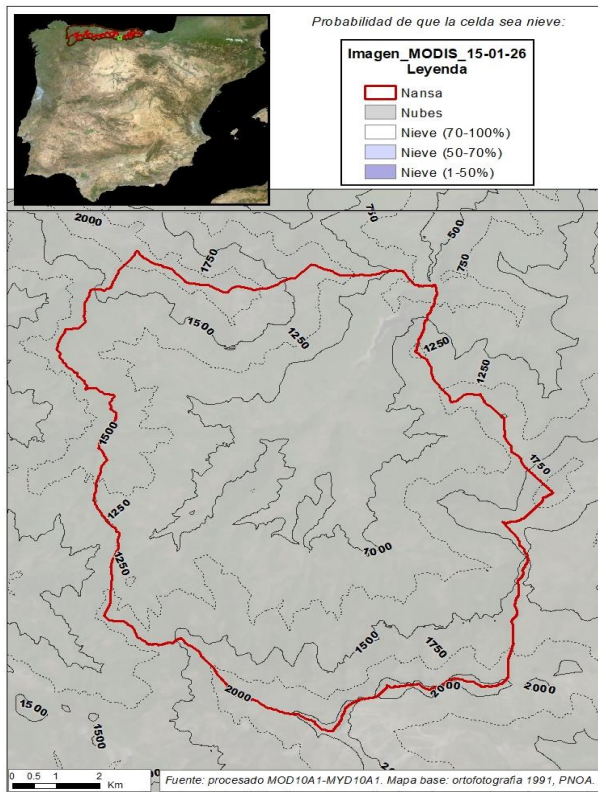 Probabilidad de que la celda sea nieve:
Imagen_MODIS_15-01-26
Leyenda
Nansa
Nubes
Nieve (70-100%)
Nieve (50-70%)
Nieve (1-50%)
2000
750
500
1750
750
1500
1250
1250
1250
1500
1750
1250
1000
1250
1500
1750
2000
2000
2000
1500
1500
0 0.5 1 2
Km
Fuente: procesado MOD10A1-MYD10A1. Mapa base: ortofotografia 1991, PNOA.